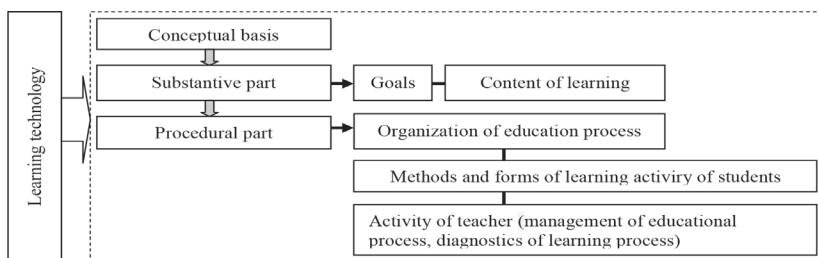 Learning technology
Conceptual basis
Substantive part
Goals
Content of learning
Procedural part
Organization of education process
Methods and forms of learning activiry of students
Activity of teacher (management of educational
process, diagnostics of learning process)